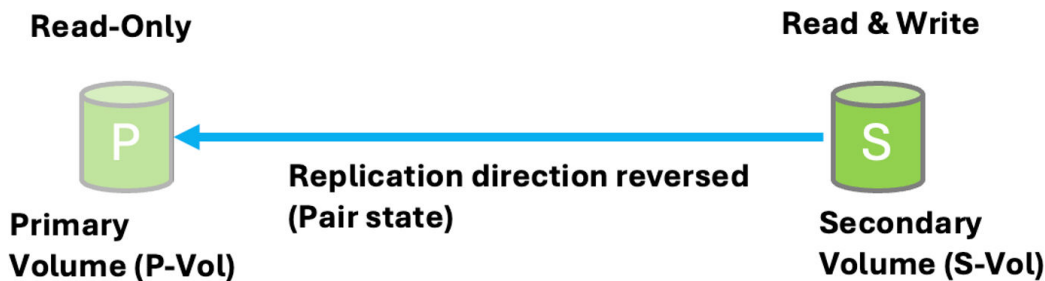 Read-Only
Read & Write
P
S
Replication direction reversed
(Pair state)
Primary
Volume (P-Vol)
Secondary
Volume (S-Vol)